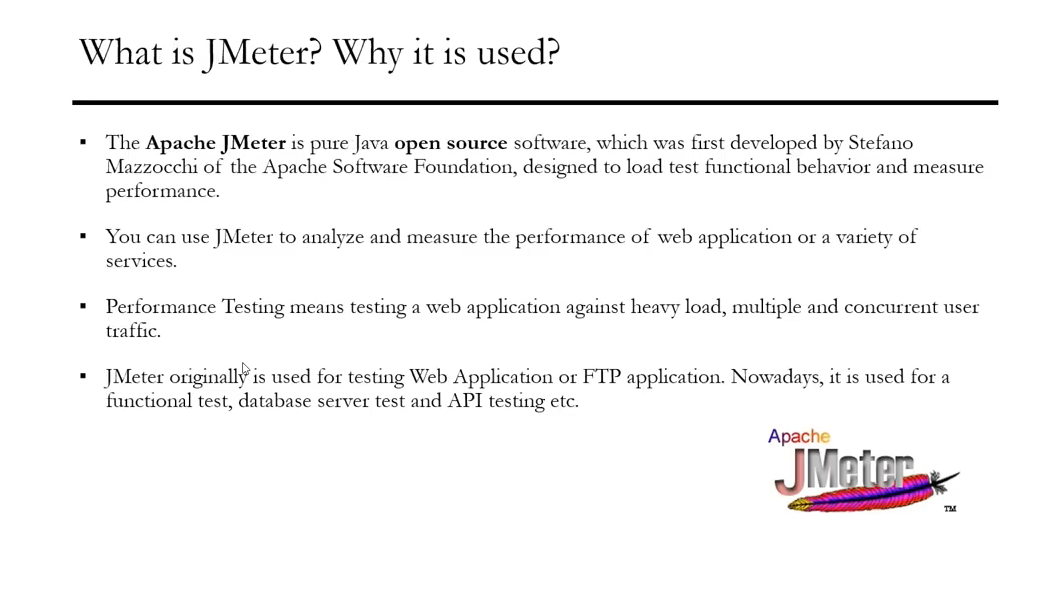 What is JMeter? Why it is used?
▪ The Apache JMeter is pure Java open source software, which was first developed by Stefano
Mazzocchi of the Apache Software Foundation, designed to load test functional behavior and measure
performance.
▪ You can use JMeter to analyze and measure the performance of web application or a variety of
services.
▪ Performance Testing means testing a web application against heavy load, multiple and concurrent user
traffic.
▪ JMeter originally is used for testing Web Application or FTP application. Nowadays, it is used for a
functional test, database server test and API testing etc.
Apache
JMeter
TM